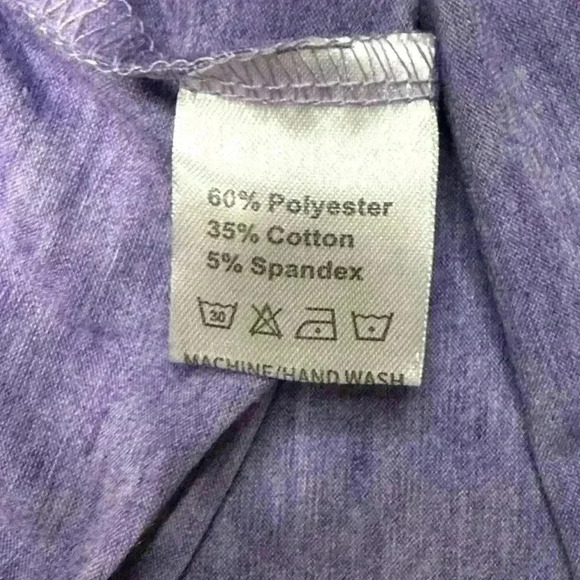 60% Polyester
35% Cotton
5% Spandex
30
MACHINE/HAND WASH